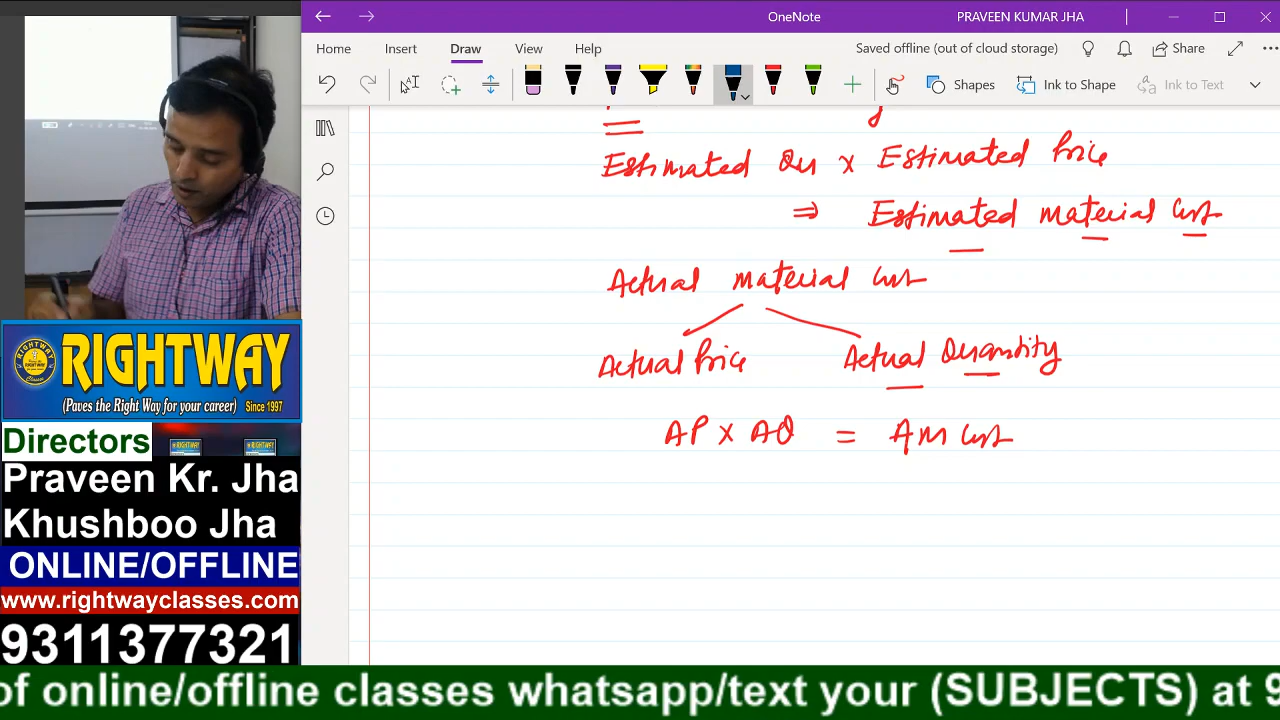 OneNote
PRAVEEN KUMAR JHA
Home Insert Draw View Help
Saved offline (out of cloud storage)
Share
Shapes
Ink to Shape
Ink to Text
Estimated Qu x Estimated Price
⇒ Estimated material Cost
Actual material Cost
Actual Price Actual Quantity
AP x AQ = AM Cost
RIGHTWAY
(Paves the Right Way for your career) Since 1997
Directors
Praveen Kr. Jha
Khushboo Jha
ONLINE/OFFLINE
www.rightwayclasses.com
9311377321
of online/offline classes whatsapp/text your (SUBJECTS) at 9